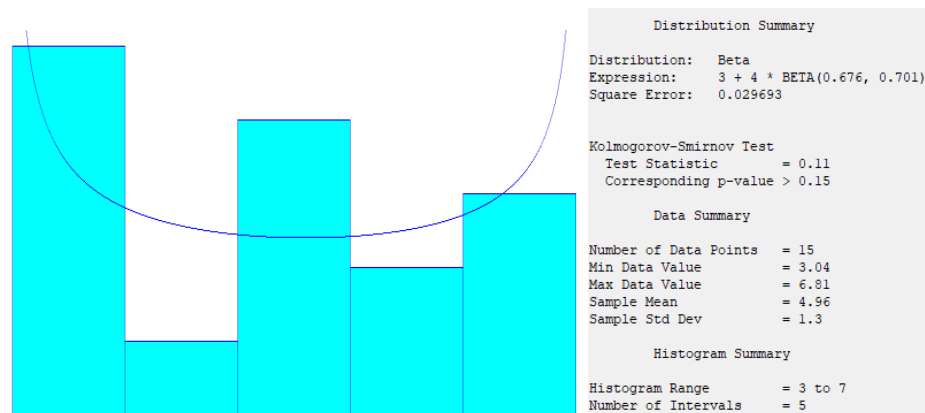 Distribution Summary
Distribution: Beta
Expression: 3 + 4 * BETA(0.676, 0.701)
Square Error: 0.029693
Kolmogorov-Smirnov Test
Test Statistic = 0.11
Corresponding p-value > 0.15
Data Summary
Number of Data Points = 15
Min Data Value = 3.04
Max Data Value = 6.81
Sample Mean = 4.96
Sample Std Dev = 1.3
Histogram Summary
Histogram Range = 3 to 7
Number of Intervals = 5